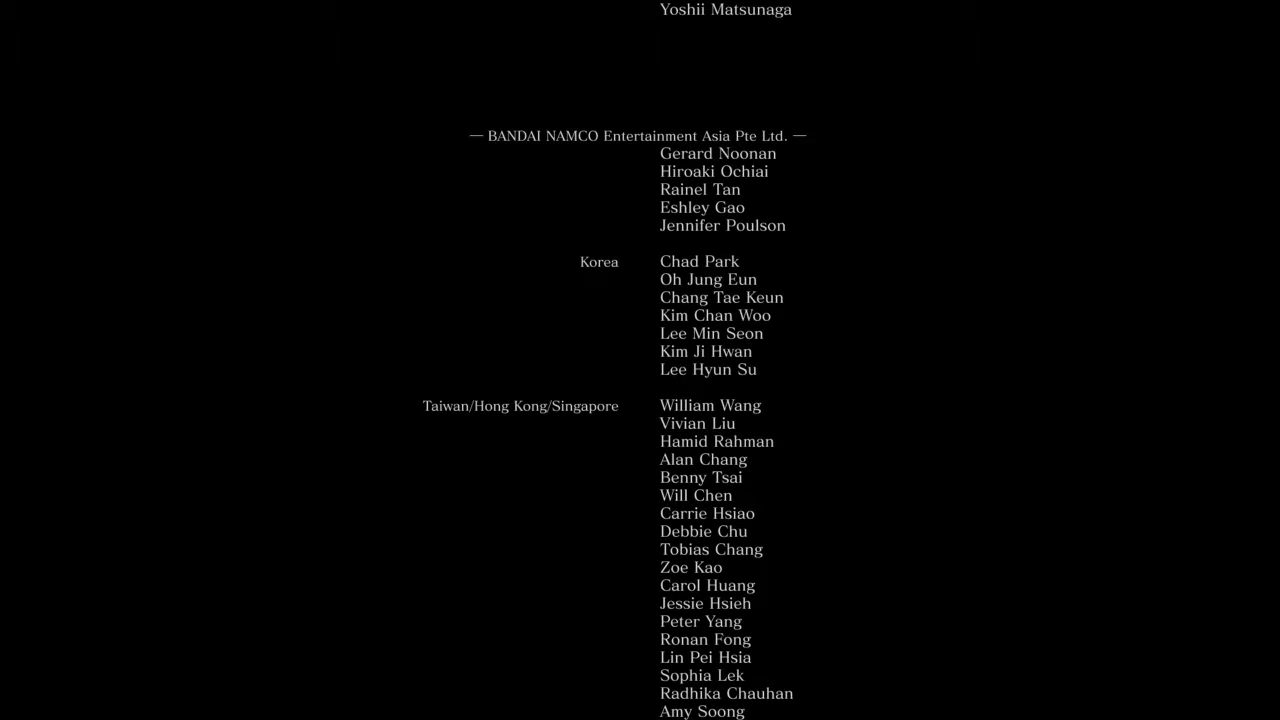 Yoshii Matsunaga
— BANDAI NAMCO Entertainment Asia Pte Ltd. —
Gerard Noonan
Hiroaki Ochiai
Rainel Tan
Eshley Gao
Jennifer Poulson
Korea Chad Park
Oh Jung Eun
Chang Tae Keun
Kim Chan Woo
Lee Min Seon
Kim Ji Hwan
Lee Hyun Su
Taiwan/Hong Kong/Singapore William Wang
Vivian Liu
Hamid Rahman
Alan Chang
Benny Tsai
Will Chen
Carrie Hsiao
Debbie Chu
Tobias Chang
Zoe Kao
Carol Huang
Jessie Hsieh
Peter Yang
Ronan Fong
Lin Pei Hsia
Sophia Lek
Radhika Chauhan
Amy Soong